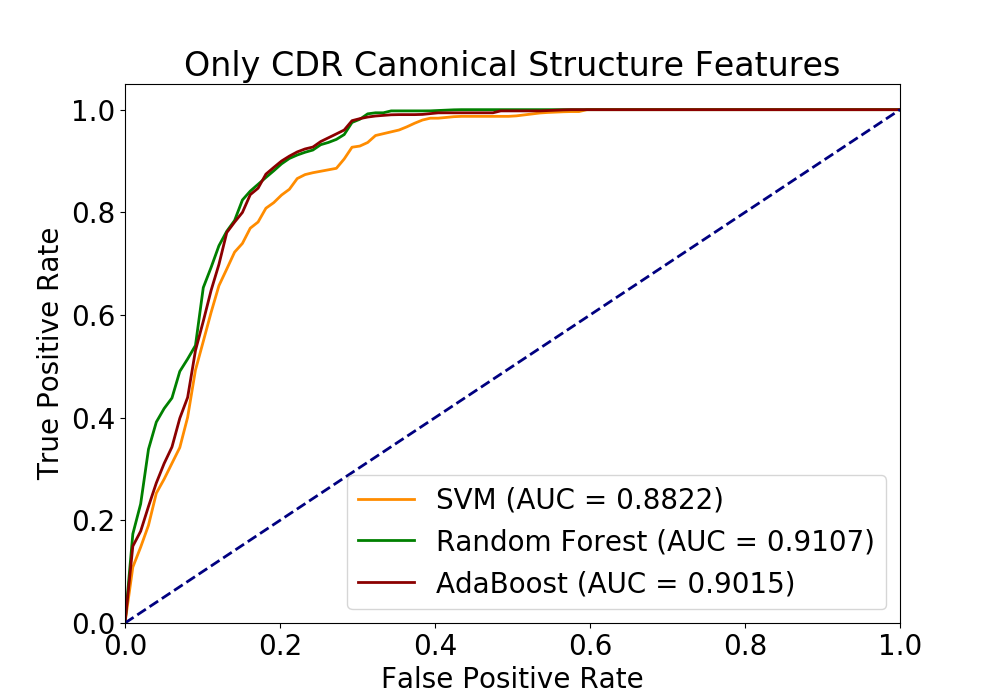 Only CDR Canonical Structure Features
True Positive Rate
1.0
0.8
0.6
0.4
0.2
0.0
SVM (AUC = 0.8822)
Random Forest (AUC = 0.9107)
AdaBoost (AUC = 0.9015)
0.0 0.2 0.4 0.6 0.8 1.0
False Positive Rate